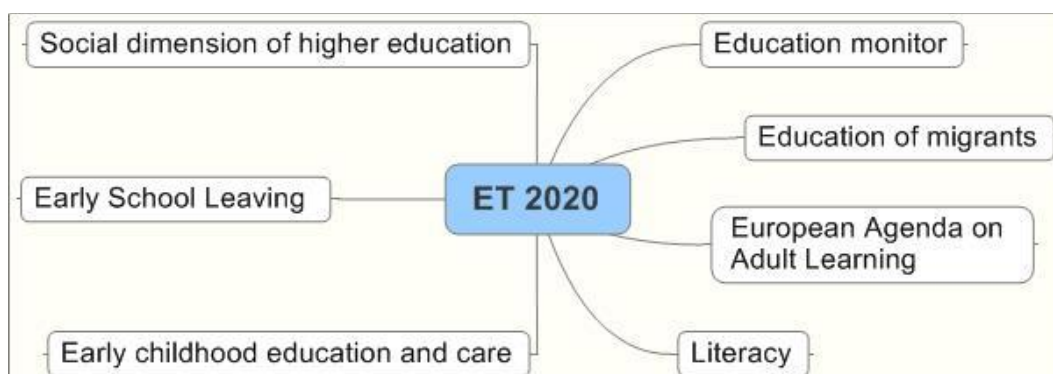 Social dimension of higher education
Education monitor
Education of migrants
Early School Leaving
ET 2020
European Agenda on
Adult Learning
Early childhood education and care
Literacy